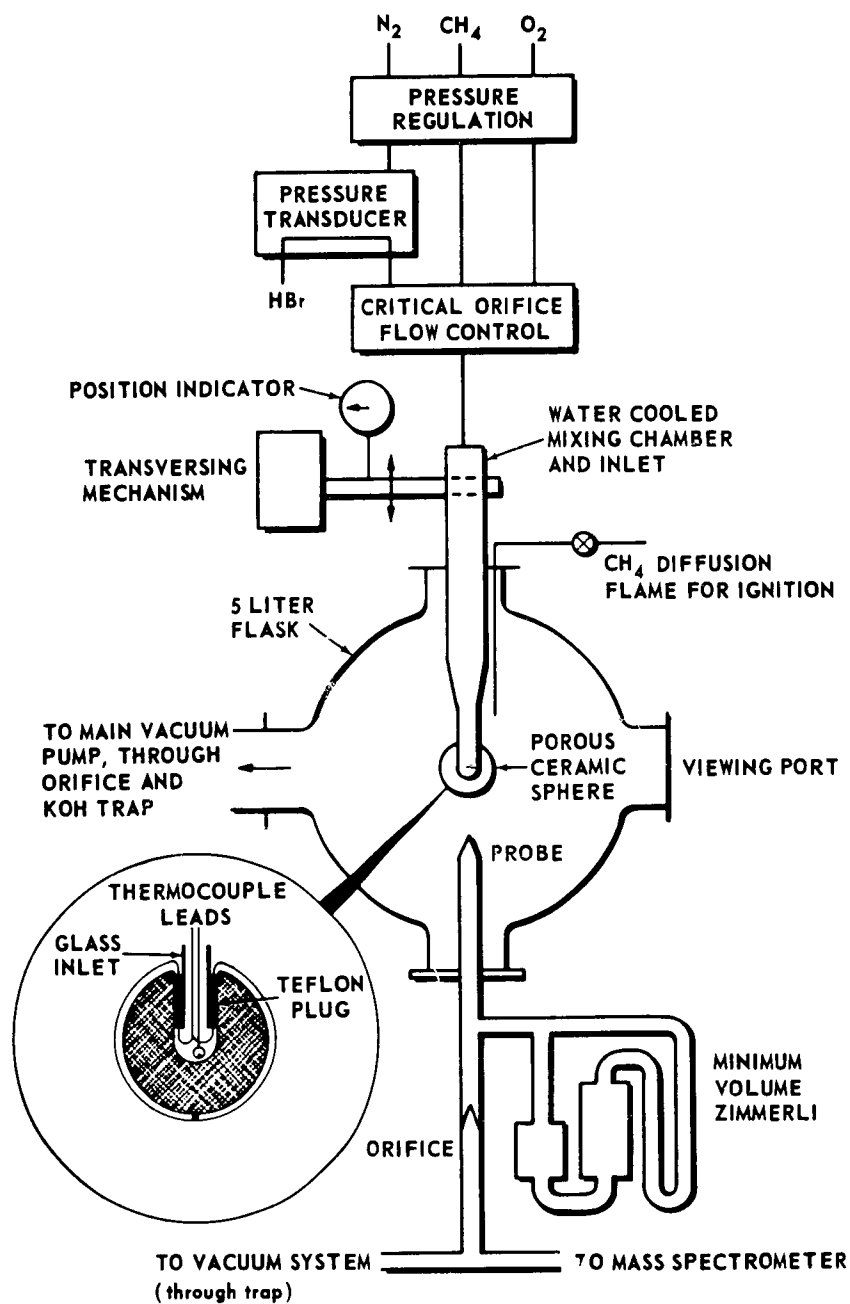 N2 CH4 O2
PRESSURE
REGULATION
PRESSURE
TRANSDUCER
HBr
CRITICAL ORIFICE
FLOW CONTROL
POSITION INDICATOR
WATER COOLED
MIXING CHAMBER
AND INLET
TRANSVERSING
MECHANISM
CH4 DIFFUSION
FLAME FOR IGNITION
5 LITER
FLASK
TO MAIN VACUUM
PUMP, THROUGH
ORIFICE AND
KOH TRAP
POROUS
CERAMIC
SPHERE
VIEWING PORT
PROBE
THERMOCOUPLE
LEADS
GLASS
INLET
TEFLON
PLUG
MINIMUM
VOLUME
ZIMMERLI
ORIFICE
TO VACUUM SYSTEM
(through trap)
TO MASS SPECTROMETER